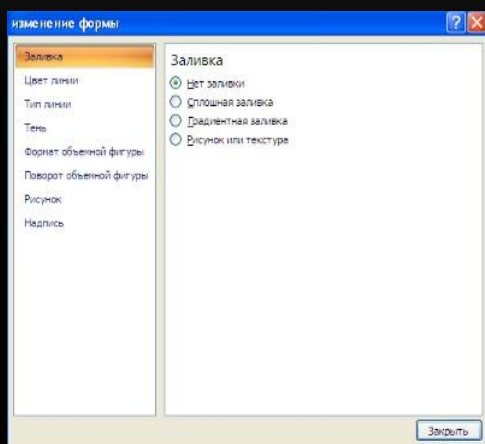 изменение формы
Заливка
Цвет линии
Тип линии
Тень
Формат объемной фигуры
Поворот объемной фигуры
Рисунок
Надпись
Заливка
Нет заливки
Сплошная заливка
Градиентная заливка
Рисунок или текстура
Закрыть